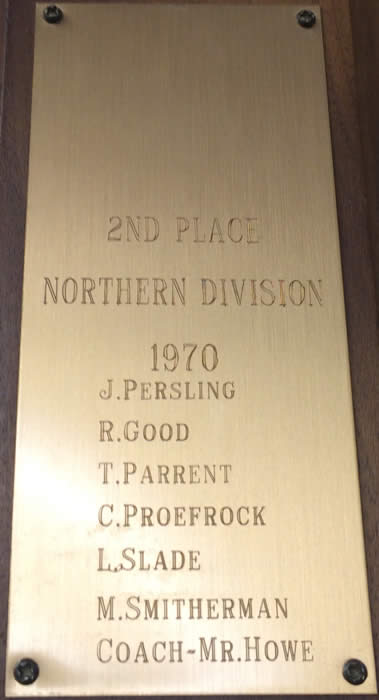 2ND PLACE
NORTHERN DIVISION
1970
J.PERSLING
R.GOOD
T.PARRENT
C.PROEFROCK
L.SLADE
M.SMITHERMAN
COACH-MR.HOWE